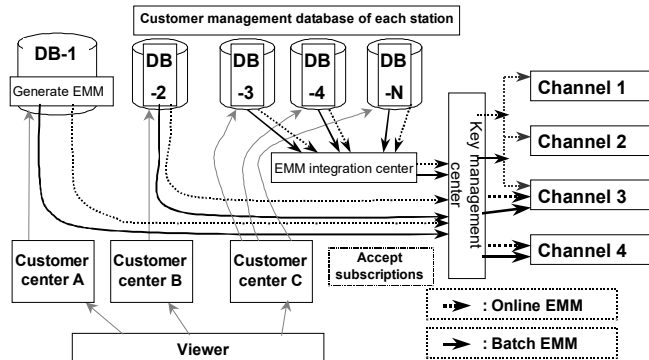 Customer management database of each station
DB-1
Generate EMM
DB
-2
DB
-3
DB
-4
DB
-N
EMM integration center
Key management
center
Channel 1
Channel 2
Channel 3
Channel 4
Customer
center A
Customer
center B
Customer
center C
Accept
subscriptions
: Online EMM
: Batch EMM
Viewer